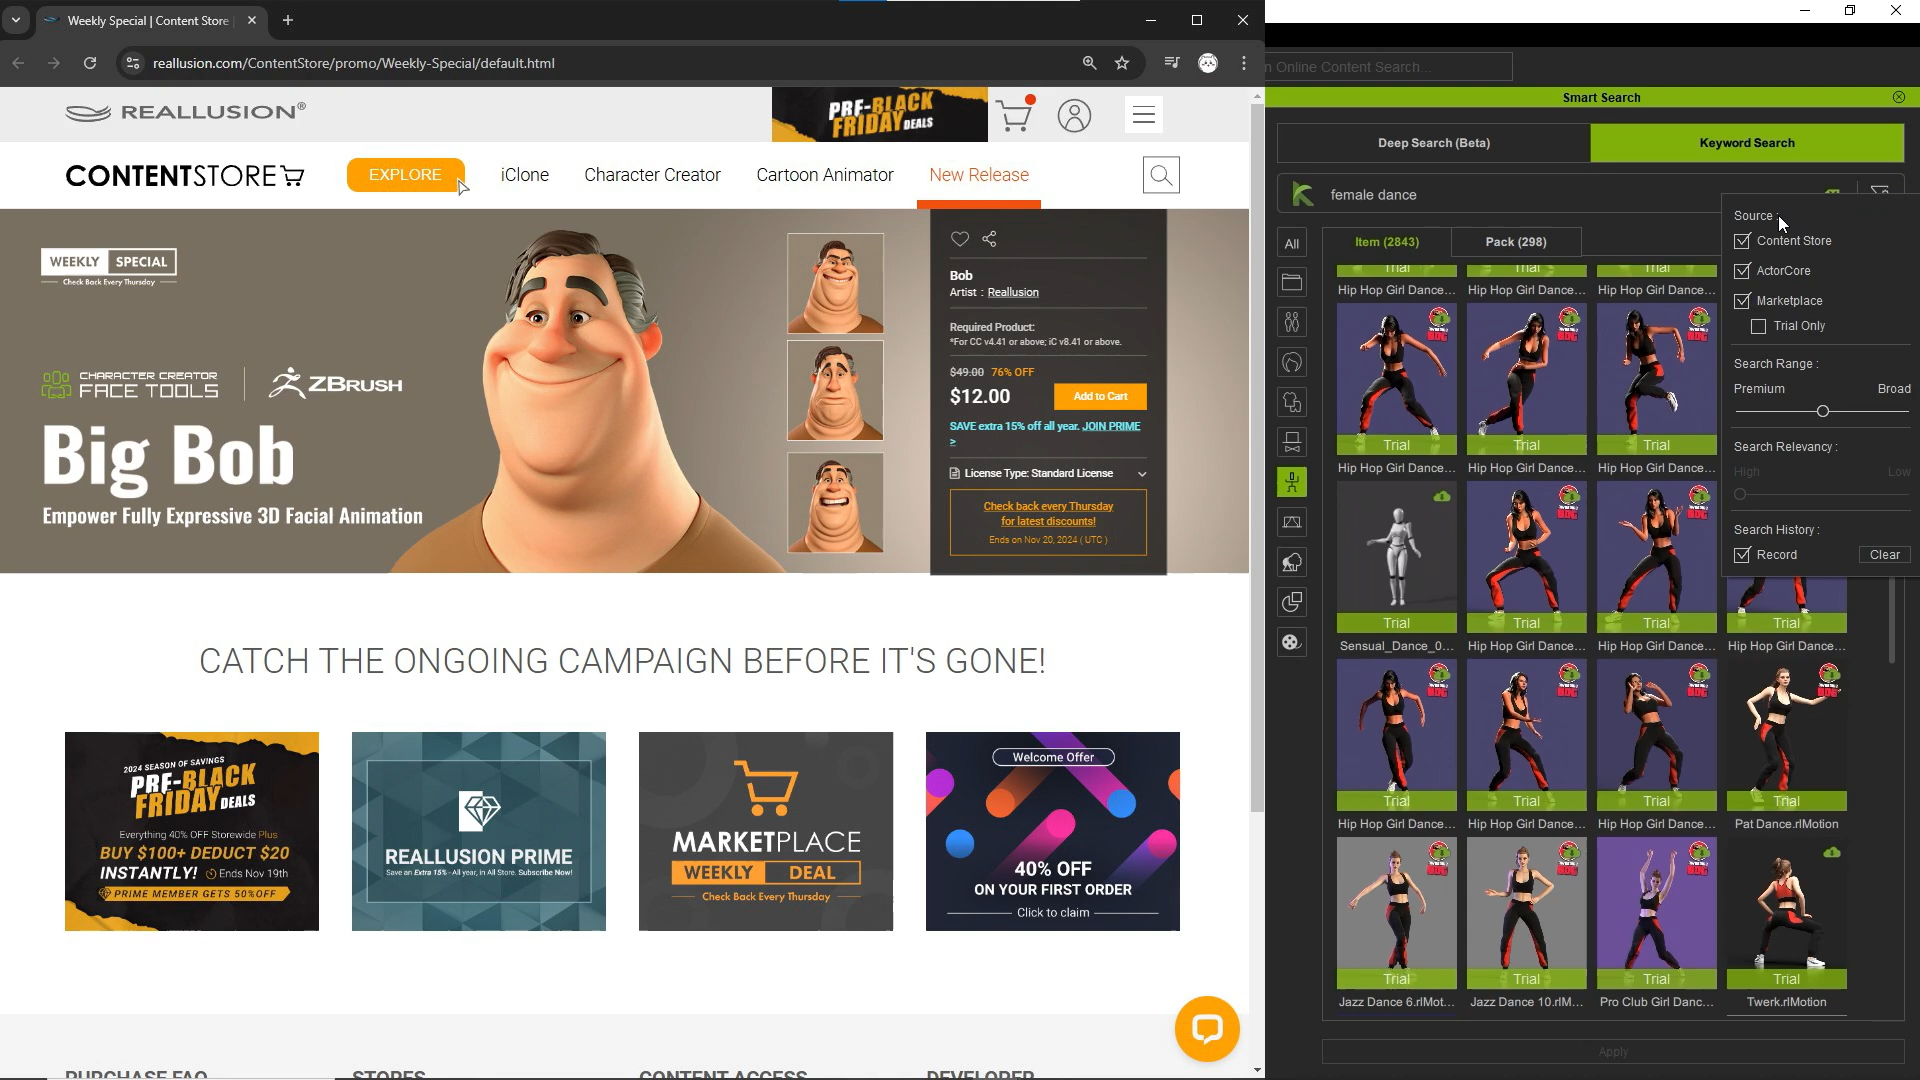 Weekly Special | Content Store
reallusion.com/ContentStore/promo/Weekly-Special/default.html
REALLUSION®
PRE-BLACK
FRIDAY DEALS
CONTENTSTORE
EXPLORE
iClone
Character Creator
Cartoon Animator
New Release
WEEKLY SPECIAL
Check Back Every Thursday
CHARACTER CREATOR
FACE TOOLS
ZBRUSH
Big Bob
Empower Fully Expressive 3D Facial Animation
Bob
Artist : Reallusion
Required Product:
*For CC v4.41 or above; iC v8.41 or above.
$49.00 76% OFF
$12.00
Add to Cart
SAVE extra 15% off all year. JOIN PRIME
>
License Type: Standard License
Check back every Thursday
for latest discounts!
Ends on Nov 20, 2024 ( UTC )
CATCH THE ONGOING CAMPAIGN BEFORE IT'S GONE!
2024 SEASON OF SAVINGS
PRE-BLACK
FRIDAY DEALS
Everything 40% OFF Storewide Plus
BUY $100+ DEDUCT $20
INSTANTLY! Ends Nov 19th
PRIME MEMBER GETS 50%OFF
REALLUSION PRIME
Save an Extra 15% - All year, in All Store. Subscribe Now!
MARKETPLACE
WEEKLY DEAL
Check Back Every Thursday
Welcome Offer
40% OFF
ON YOUR FIRST ORDER
Click to claim
PURCHASE FAQ
STORES
CONTENT ACCESS
DEVELOPER
n Online Content Search...
Smart Search
Deep Search (Beta)
Keyword Search
female dance
All
Item (2843)
Pack (298)
Source :
Content Store
ActorCore
Marketplace
Trial Only
Search Range :
Premium
Broad
Search Relevancy :
High
Low
Search History :
Record
Clear
Trial
Trial
Trial
Hip Hop Girl Dance...
Hip Hop Girl Dance...
Hip Hop Girl Dance...
Trial
Trial
Trial
Hip Hop Girl Dance...
Hip Hop Girl Dance...
Hip Hop Girl Dance...
Trial
Trial
Trial
Trial
Sensual_Dance_0...
Hip Hop Girl Dance...
Hip Hop Girl Dance...
Hip Hop Girl Dance...
Trial
Trial
Trial
Trial
Hip Hop Girl Dance...
Hip Hop Girl Dance...
Hip Hop Girl Dance...
Pat Dance.rlMotion
Trial
Trial
Trial
Trial
Jazz Dance 6.rlMot...
Jazz Dance 10.rlM...
Pro Club Girl Danc...
Twerk.rlMotion
Apply